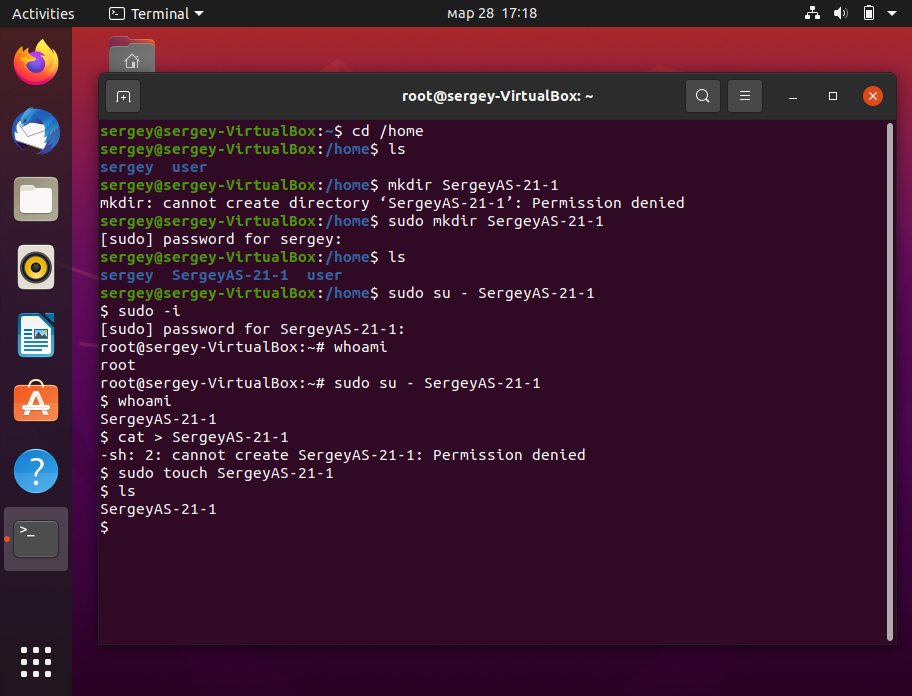 Activities
Terminal
мар 28 17:18
root@sergey-VirtualBox: ~
sergey@sergey-VirtualBox:~$ cd /home
sergey@sergey-VirtualBox:/home$ ls
sergey  user
sergey@sergey-VirtualBox:/home$ mkdir SergeyAS-21-1
mkdir: cannot create directory ‘SergeyAS-21-1’: Permission denied
sergey@sergey-VirtualBox:/home$ sudo mkdir SergeyAS-21-1
[sudo] password for sergey:
sergey@sergey-VirtualBox:/home$ ls
sergey  SergeyAS-21-1  user
sergey@sergey-VirtualBox:/home$ sudo su - SergeyAS-21-1
$ sudo -i
[sudo] password for SergeyAS-21-1:
root@sergey-VirtualBox:~# whoami
root
root@sergey-VirtualBox:~# sudo su - SergeyAS-21-1
$ whoami
SergeyAS-21-1
$ cat > SergeyAS-21-1
-sh: 2: cannot create SergeyAS-21-1: Permission denied
$ sudo touch SergeyAS-21-1
$ ls
SergeyAS-21-1
$